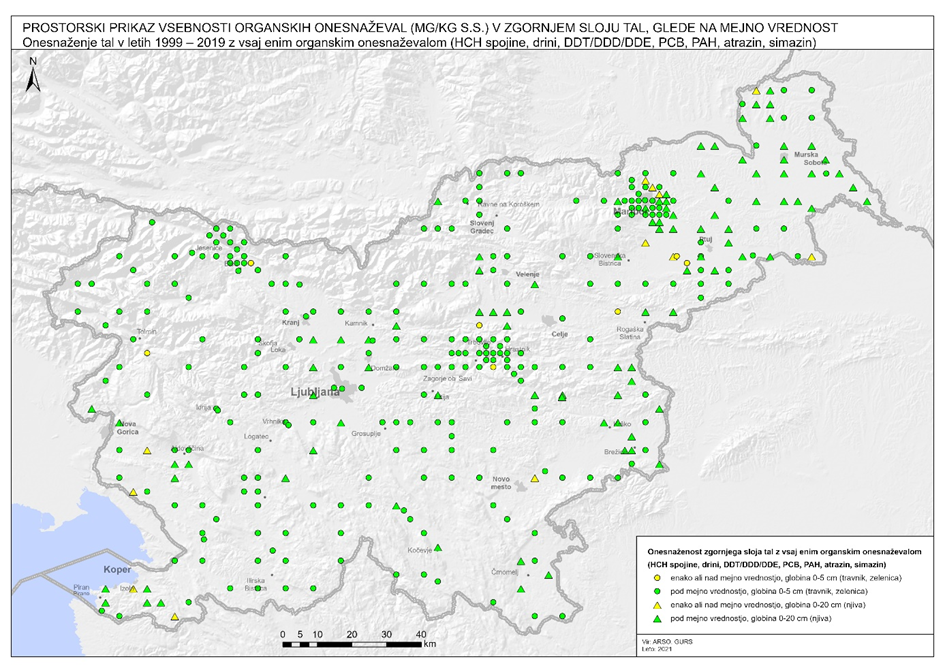 PROSTORSKI PRIKAZ VSEBNOSTI ORGANSKIH ONESNAŽEVAL (MG/KG S.S.) V ZGORNJEM SLOJU TAL, GLEDE NA MEJNO VREDNOST
Onesnaženje tal v letih 1999 – 2019 z vsaj enim organskim onesnaževalom (HCH spojine, drini, DDT/DDD/DDE, PCB, PAH, atrazin, simazin)
N
Murska
Ravne na Koroškem
Slovenj
Gradec
Ptuj
Jesenice
Slovenska
Bistrica
Velenje
Tolmin
Kranj
Kamnik
Celje
Rogaška
Slatina
Škofja
Loka
Domžale
Zagorje ob Savi
Ljubljana
Idrija
Vrhnika
Nova
Gorica
Logatec
Grosuplje
Krško
Ajdovščina
Novo
mesto
Kočevje
Koper
Piran
Ilirska
Bistrica
Črnomelj
0 5 10 20 30 40
km
Onesnaženost zgornjega sloja tal z vsaj enim organskim onesnaževalom
(HCH spojine, drini, DDT/DDD/DDE, PCB, PAH, atrazin, simazin)
enako ali nad mejno vrednostjo, globina 0-5 cm (travnik, zelenica)
pod mejno vrednostjo, globina 0-5 cm (travnik, zelenica)
enako ali nad mejno vrednostjo, globina 0-20 cm (njiva)
pod mejno vrednostjo, globina 0-20 cm (njiva)
Vir: ARSO, GURS
Leto: 2021